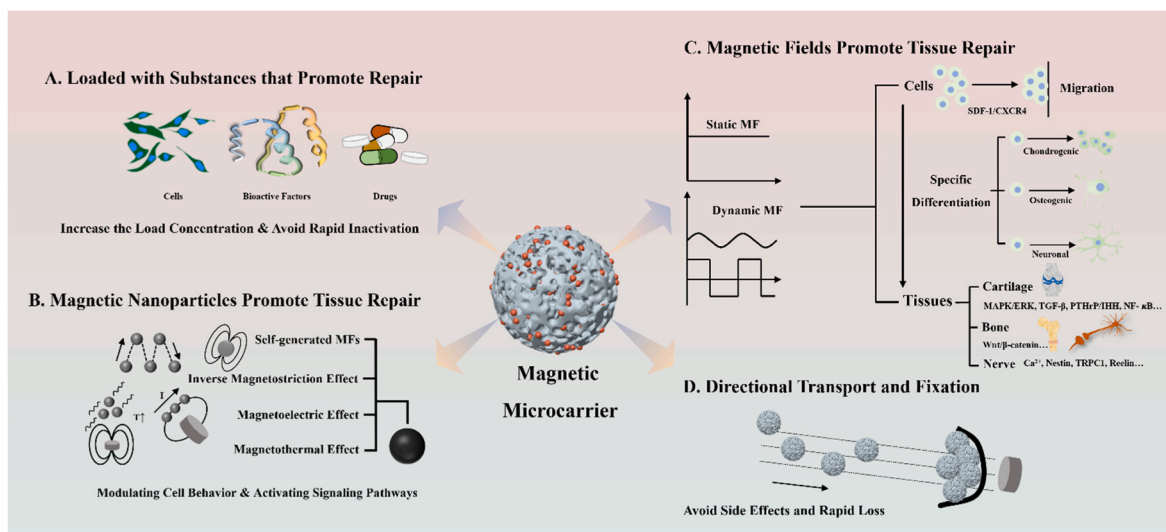 A. Loaded with Substances that Promote Repair
Cells
Bioactive Factors
Drugs
Increase the Load Concentration & Avoid Rapid Inactivation
B. Magnetic Nanoparticles Promote Tissue Repair
Self-generated MFs
Inverse Magnetostriction Effect
Magnetoelectric Effect
Magnetothermal Effect
T↑
I
Modulating Cell Behavior & Activating Signaling Pathways
Magnetic
Microcarrier
C. Magnetic Fields Promote Tissue Repair
Static MF
Dynamic MF
Cells
SDF-1/CXCR4
Migration
Specific
Differentiation
Chondrogenic
Osteogenic
Neuronal
Tissues
Cartilage
MAPK/ERK, TGF-β, PTHrP/IHH, NF- κB...
Bone
Wnt/β-catenin...
Nerve
Ca²⁺, Nestin, TRPC1, Reelin...
D. Directional Transport and Fixation
Avoid Side Effects and Rapid Loss